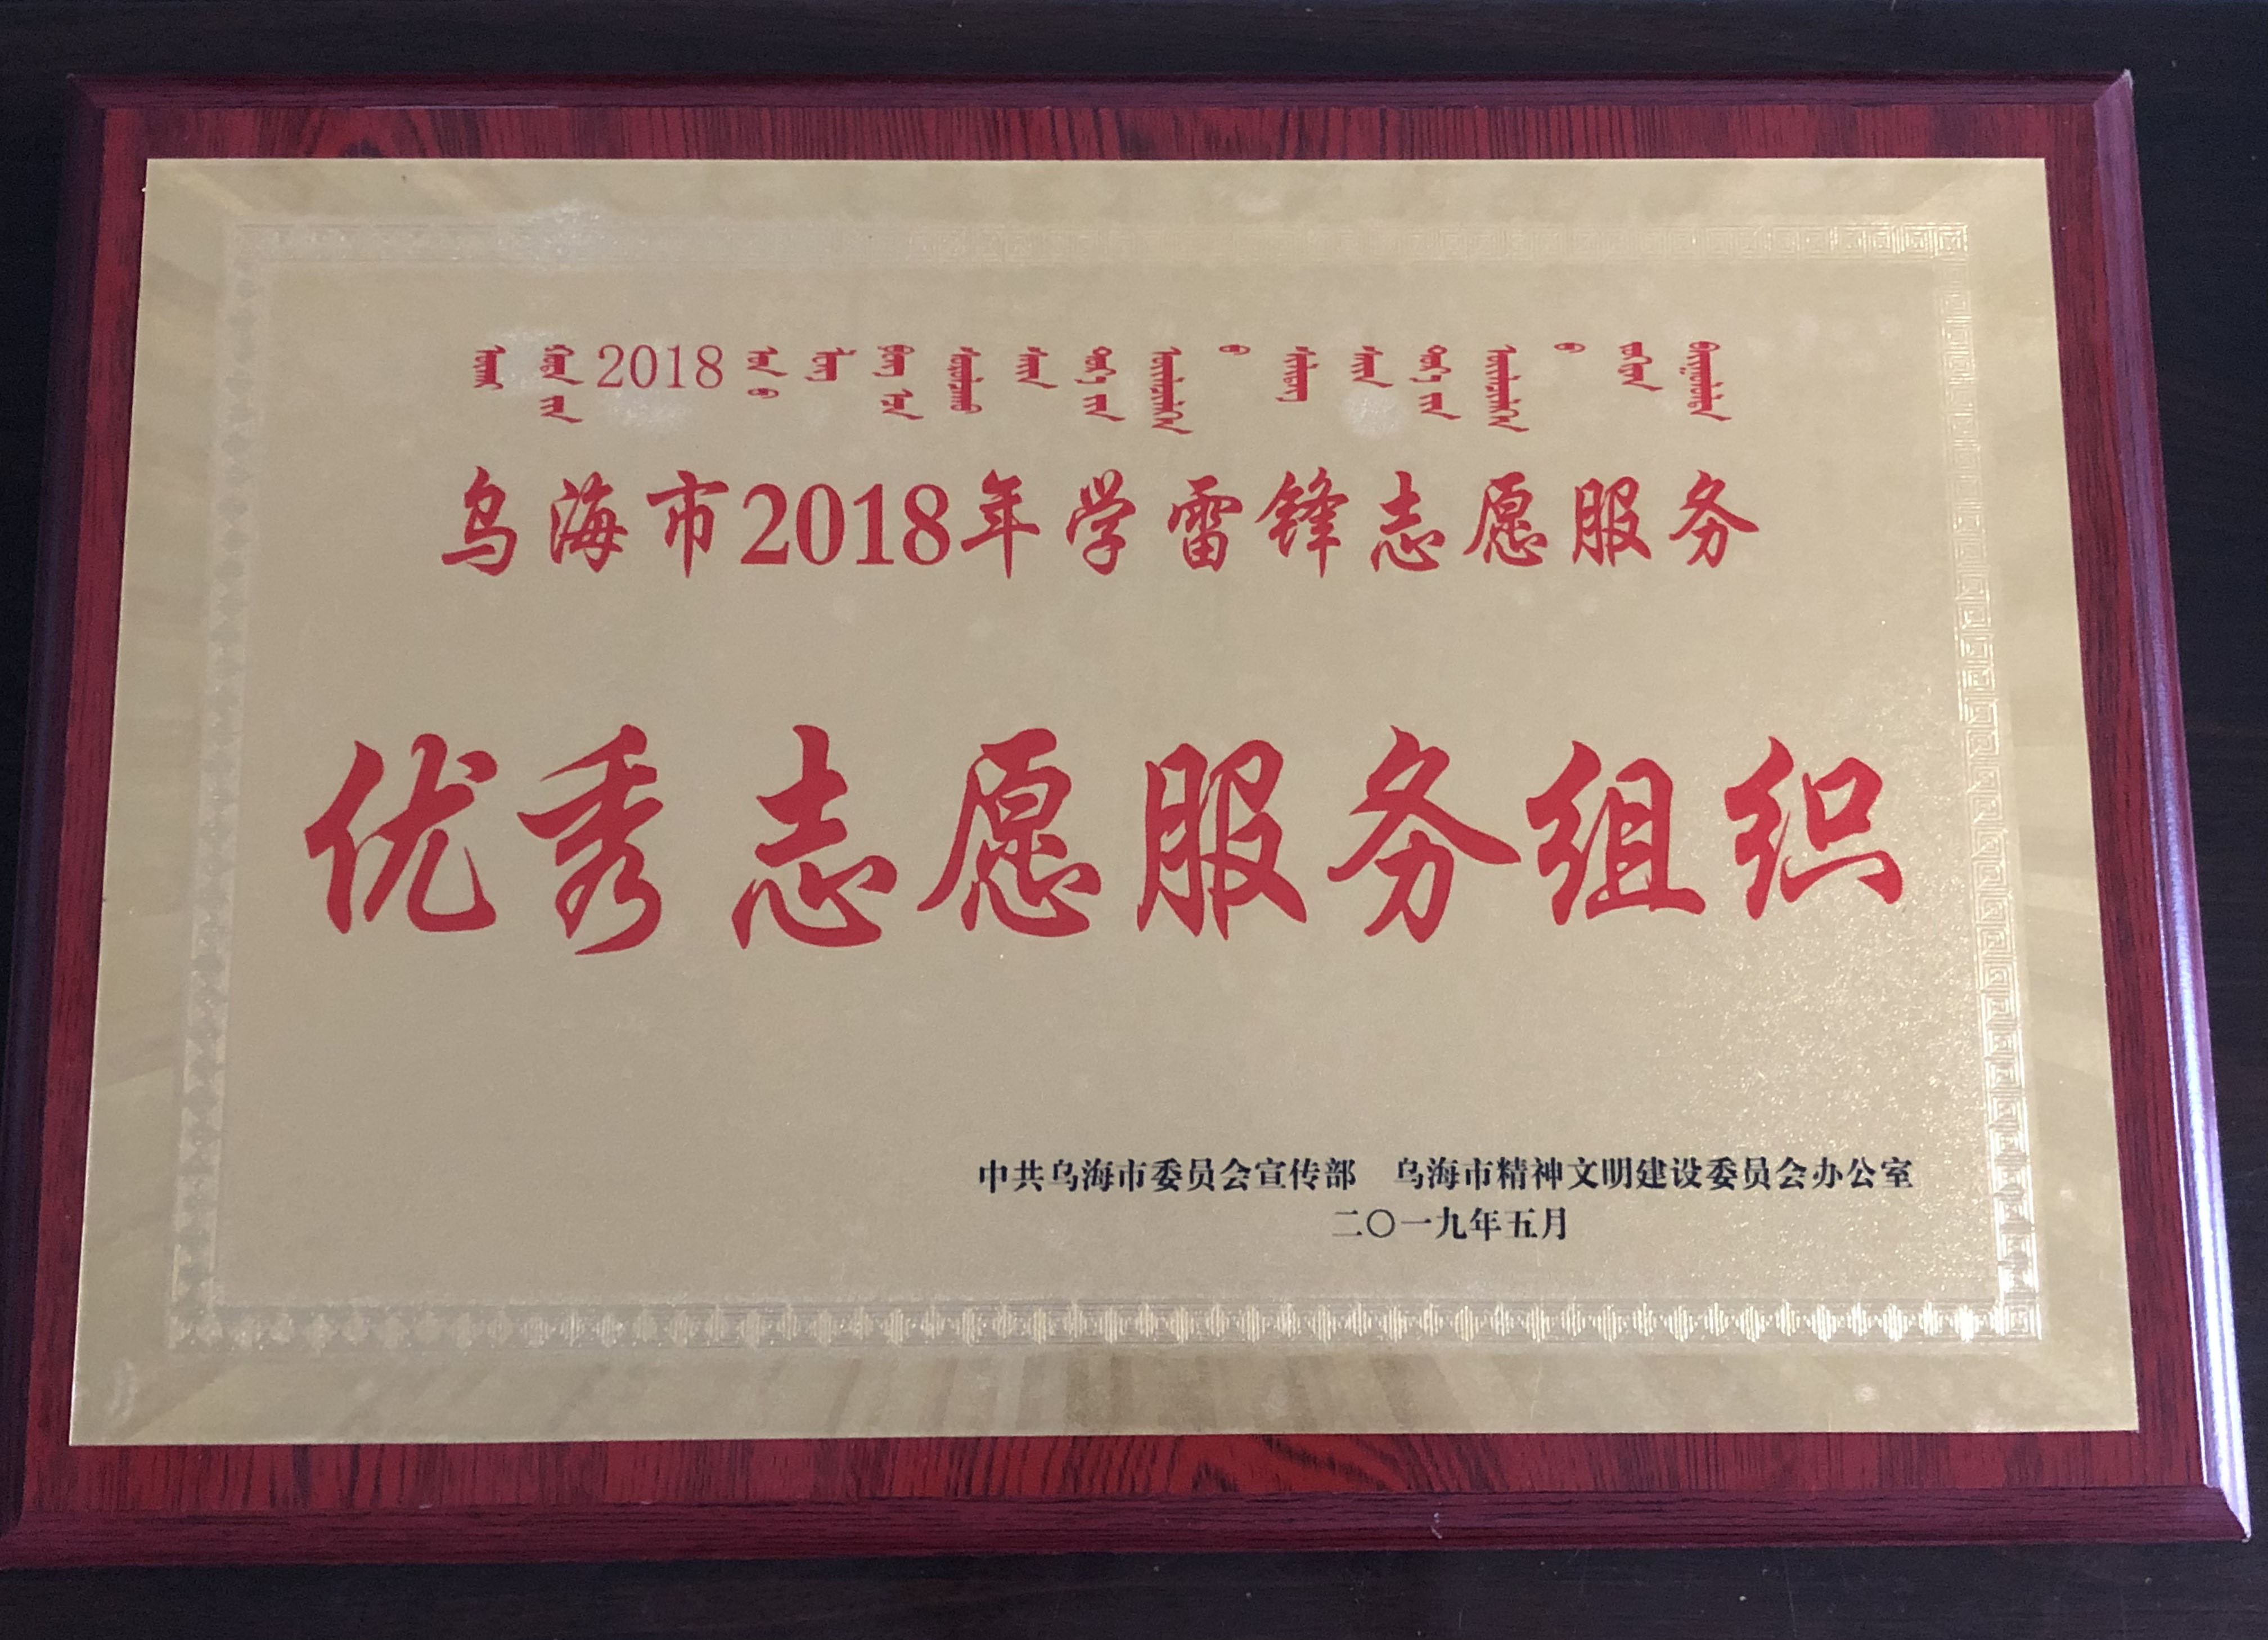 2018
乌海市2018年学雷锋志愿服务
优秀志愿服务组织
中共乌海市委员会宣传部　乌海市精神文明建设委员会办公室
二〇一九年五月